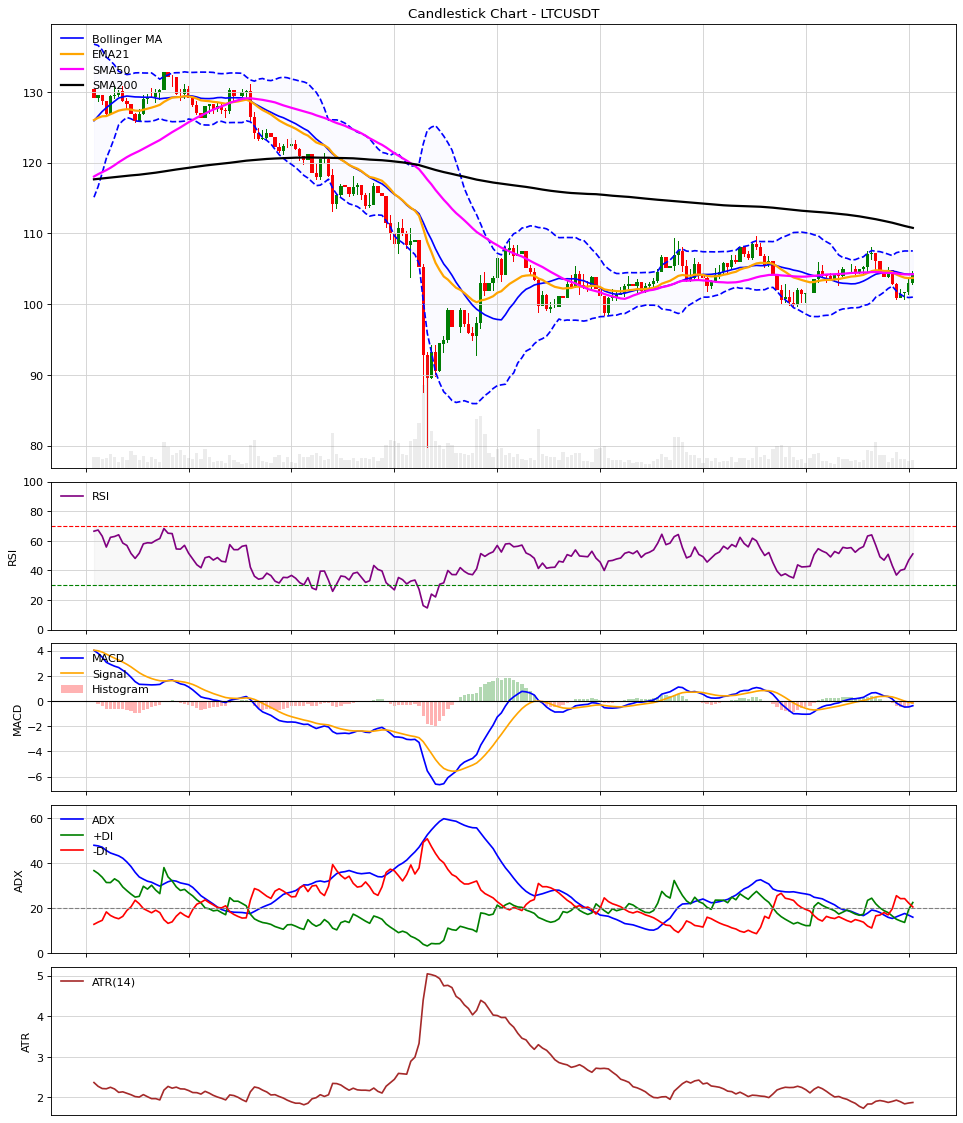 Candlestick Chart - LTCUSDT
Bollinger MA
EMA21
SMA50
SMA200
130
120
110
100
90
80
RSI
100
80
60
40
20
0
RSI
MACD
Signal
Histogram
4
2
0
−2
−4
−6
MACD
ADX
+DI
-DI
60
40
20
0
ADX
ATR(14)
5
4
3
2
ATR